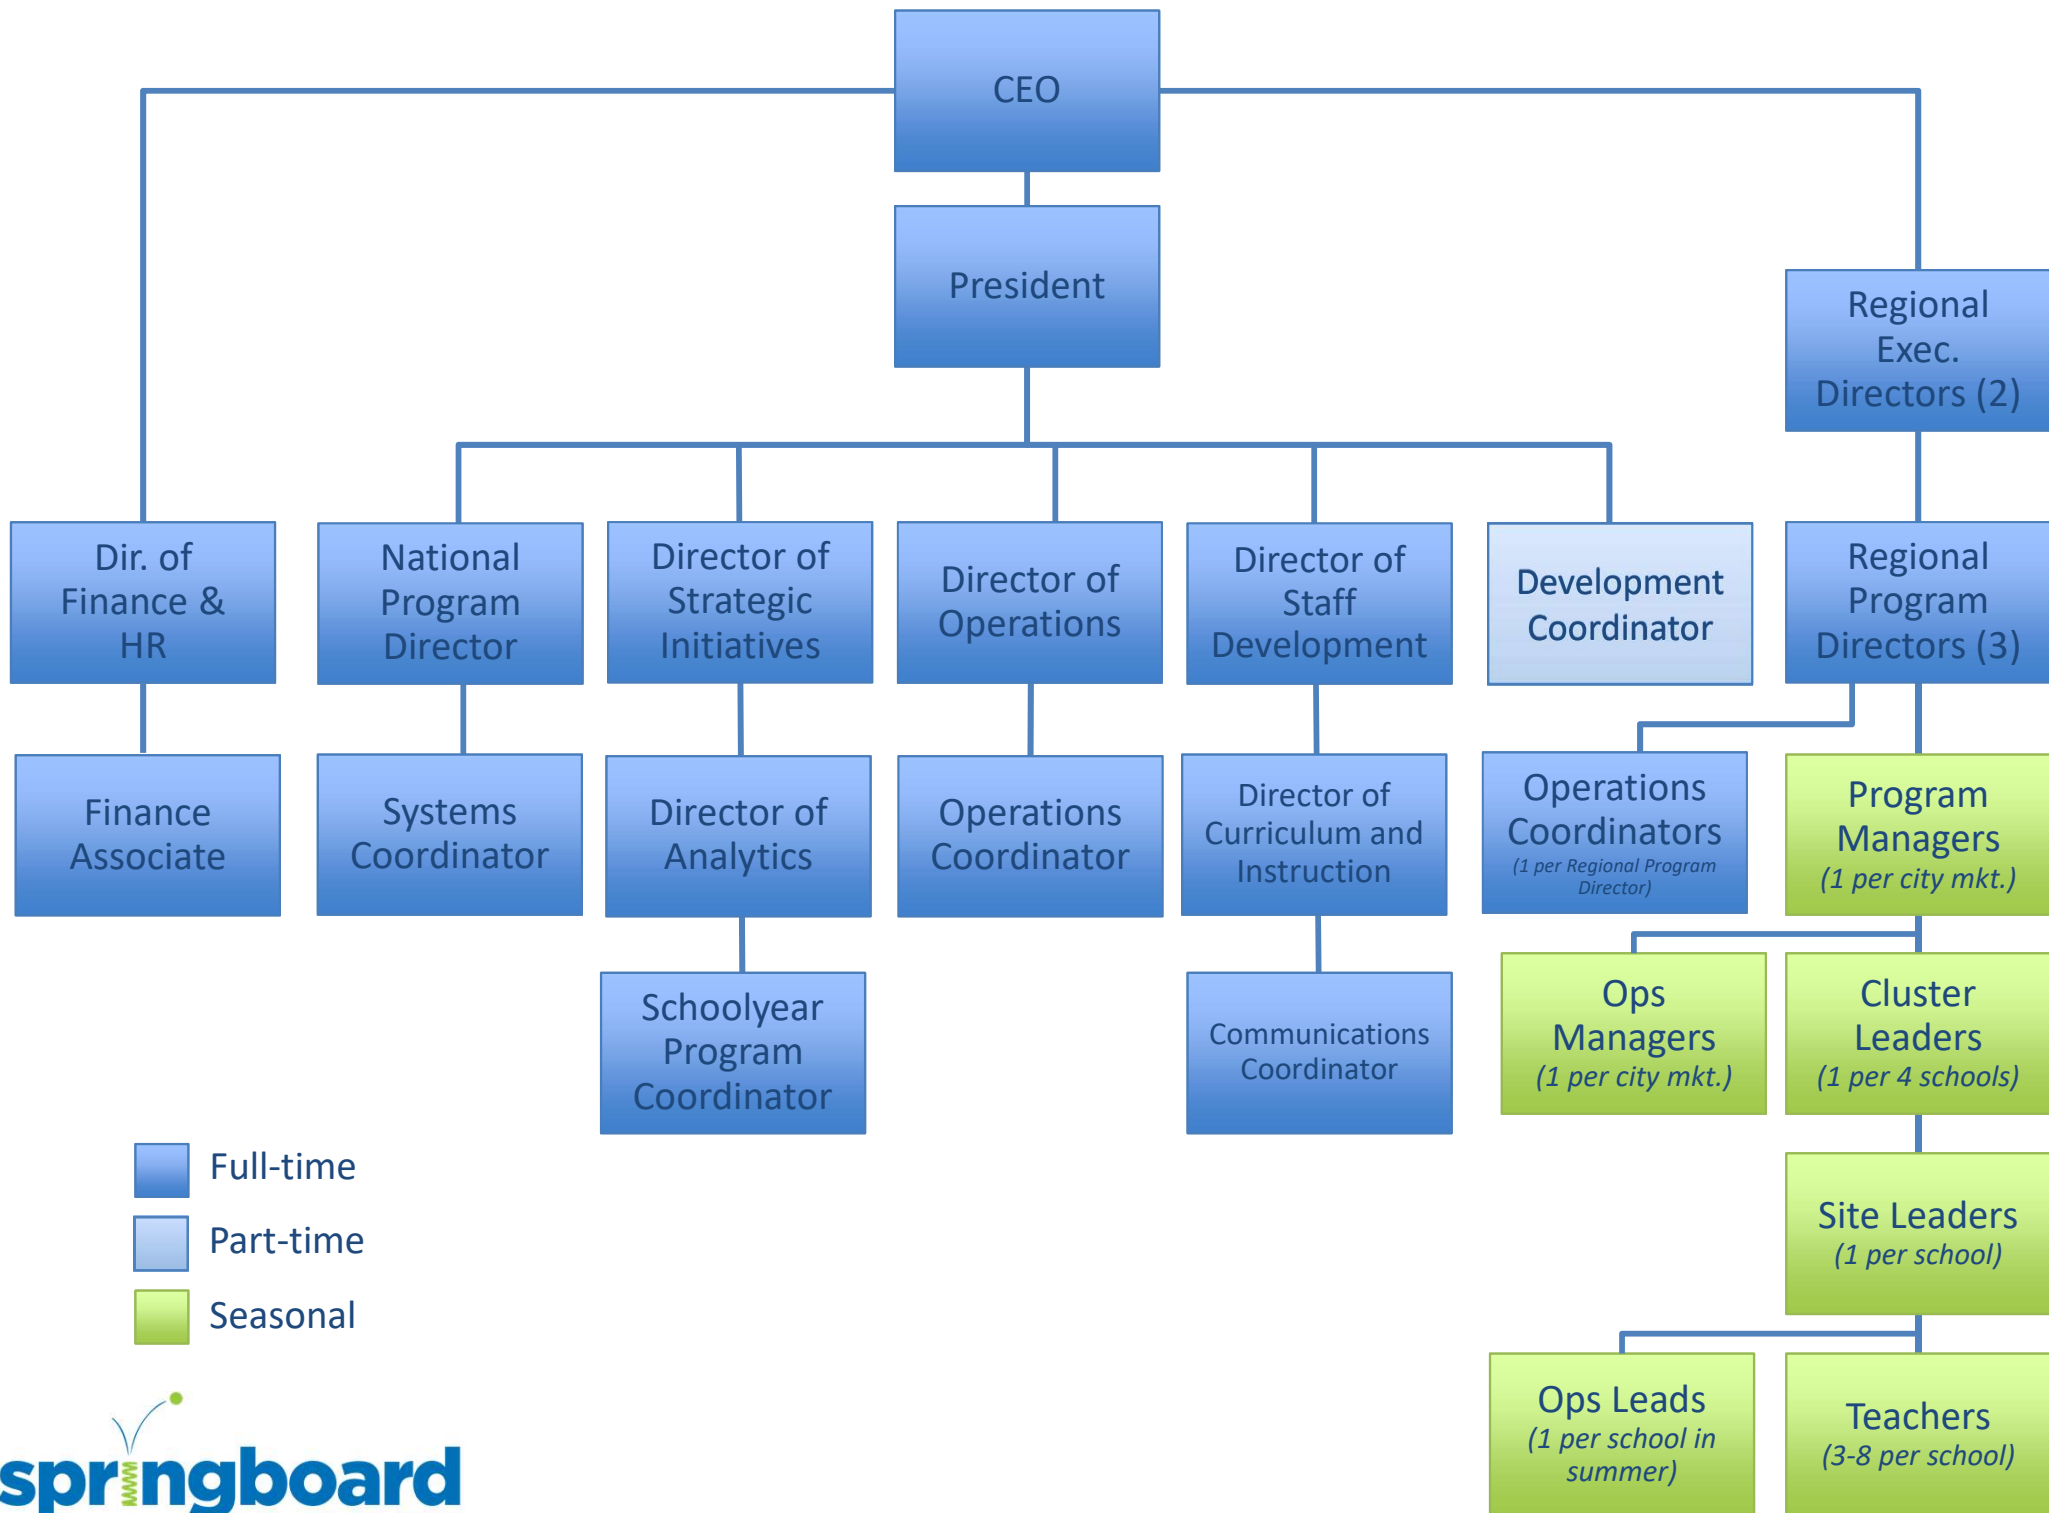 CEO
President
Regional
Exec.
Directors (2)
Dir. of
Finance &
HR
National
Program
Director
Director of
Strategic
Initiatives
Director of
Operations
Director of
Staff
Development
Development
Coordinator
Regional
Program
Directors (3)
Finance
Associate
Systems
Coordinator
Director of
Analytics
Operations
Coordinator
Director of
Curriculum and
Instruction
Operations
Coordinators
(1 per Regional Program
Director)
Program
Managers
(1 per city mkt.)
Schoolyear
Program
Coordinator
Communications
Coordinator
Ops
Managers
(1 per city mkt.)
Cluster
Leaders
(1 per 4 schools)
Site Leaders
(1 per school)
Ops Leads
(1 per school in
summer)
Teachers
(3-8 per school)
Full-time
Part-time
Seasonal
springboard